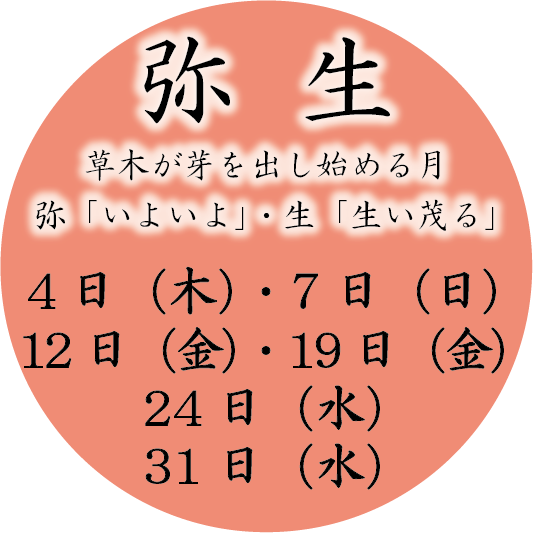 弥 生
草木が芽を出し始める月
弥「いよいよ」・生「生い茂る」
4日（木）・7日（日）
12日（金）・19日（金）
24日（水）
31日（水）